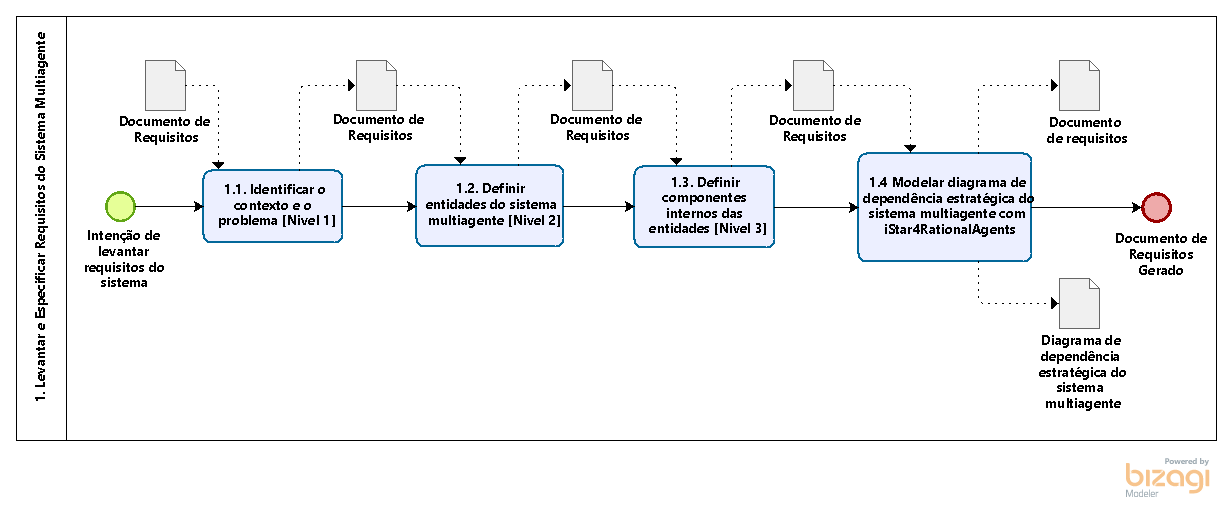 1. Levantar e Especificar Requisitos do Sistema Multiagente
Documento de
Requisitos
Documento de
Requisitos
Documento de
Requisitos
Documento de
Requisitos
Documento
de requisitos
Intenção de
levantar
requisitos do
sistema
1.1. Identificar o
contexto e o
problema [Nivel 1]
1.2. Definir
entidades do sistema
multiagente [Nivel 2]
1.3. Definir
componentes
internos das
entidades [Nivel 3]
1.4 Modelar diagrama de
dependência estratégica do
sistema multiagente com
iStar4RationalAgents
Documento de
Requisitos
Gerado
Diagrama de
dependência
estratégica do
sistema
multiagente
Powered by
bizagi
Modeler